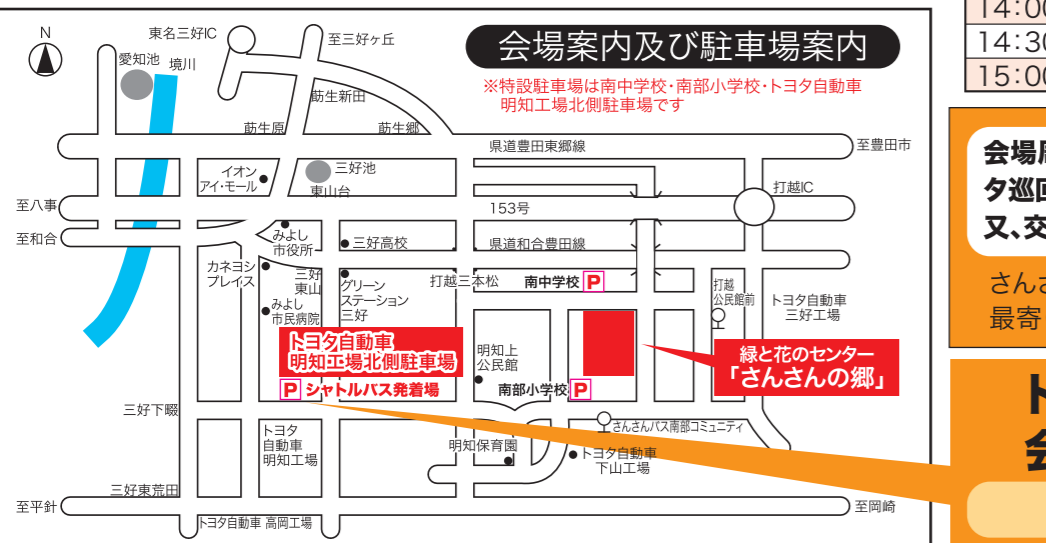 N
東名三好IC
至三好ヶ丘
会場案内及び駐車場案内
愛知池
境川
※特設駐車場は南中学校・南部小学校・トヨタ自動車
明知工場北側駐車場です
莇生新田
莇生原
莇生郷
県道豊田東郷線
至豊田市
イオン
アイ・モール
三好池
東山台
打越IC
至八事
153号
至和合
みよし
市役所
三好高校
県道和合豊田線
カネヨシ
プレイス
三好
東山
グリーン
ステーション
三好
打越三本松
南中学校 P
打越
公民館前
トヨタ自動車
三好工場
みよし
市民病院
トヨタ自動車
明知工場北側駐車場
明知上
公民館
緑と花のセンター
「さんさんの郷」
P シャトルバス発着場
南部小学校 P
三好下畷
トヨタ
自動車
明知工場
さんさんバス南部コミュニティ
明知保育園
トヨタ自動車
下山工場
三好東荒田
至平針
至岡崎
トヨタ自動車 高岡工場
14:00
14:30
15:00
会場
タ巡回
又、交
さんさ
最寄